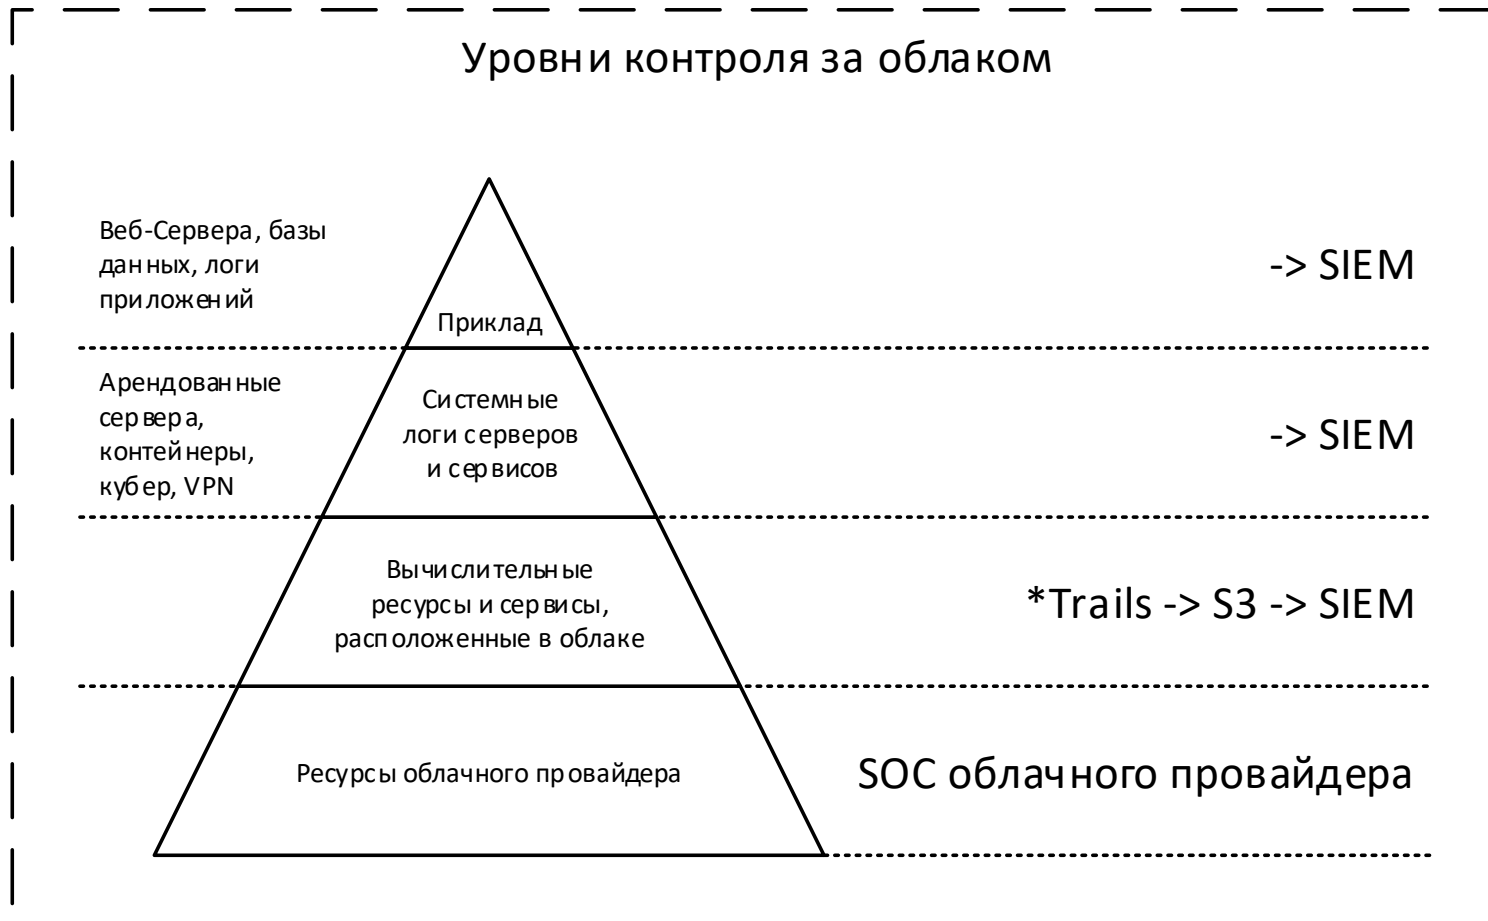 Уровни контроля за облаком
Веб-Сервера, базы
данных, логи
приложений
Приклад
-> SIEM
Арендованные
сервера,
контейнеры,
кубер, VPN
Системные
логи серверов
и сервисов
-> SIEM
Вычислительные
ресурсы и сервисы,
расположенные в облаке
*Trails -> S3 -> SIEM
Ресурсы облачного провайдера
SOC облачного провайдера